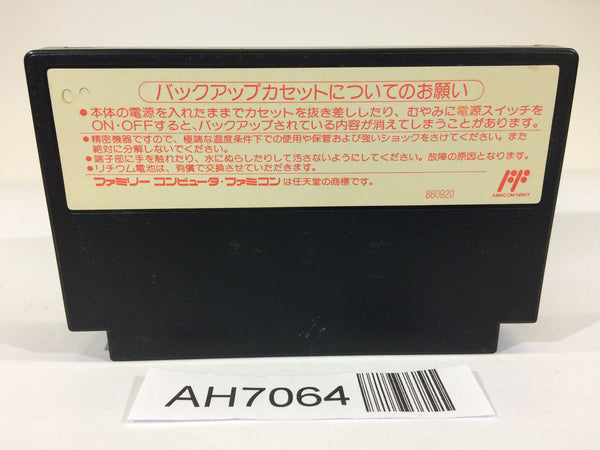 バックアップカセットについてのお願い
●本体の電源を入れたままでカセットを抜き差ししたり、むやみに電源スイッチを
ON・OFFすると、バックアップされている内容が消えてしまうことがあります。
●精密機器ですので、極端な温度条件下での使用や保管および強いショックをさけてください。また
絶対に分解しないでください。
●端子部に手を触れたり、水にぬらしたりして汚さないようにしてください。故障の原因となります。
●リチウム電池は、有償で交換させていただきます。
ファミリー コンピュータ・ファミコン は任天堂の商標です。
880920
NAMCOM FAMILY
AH7064